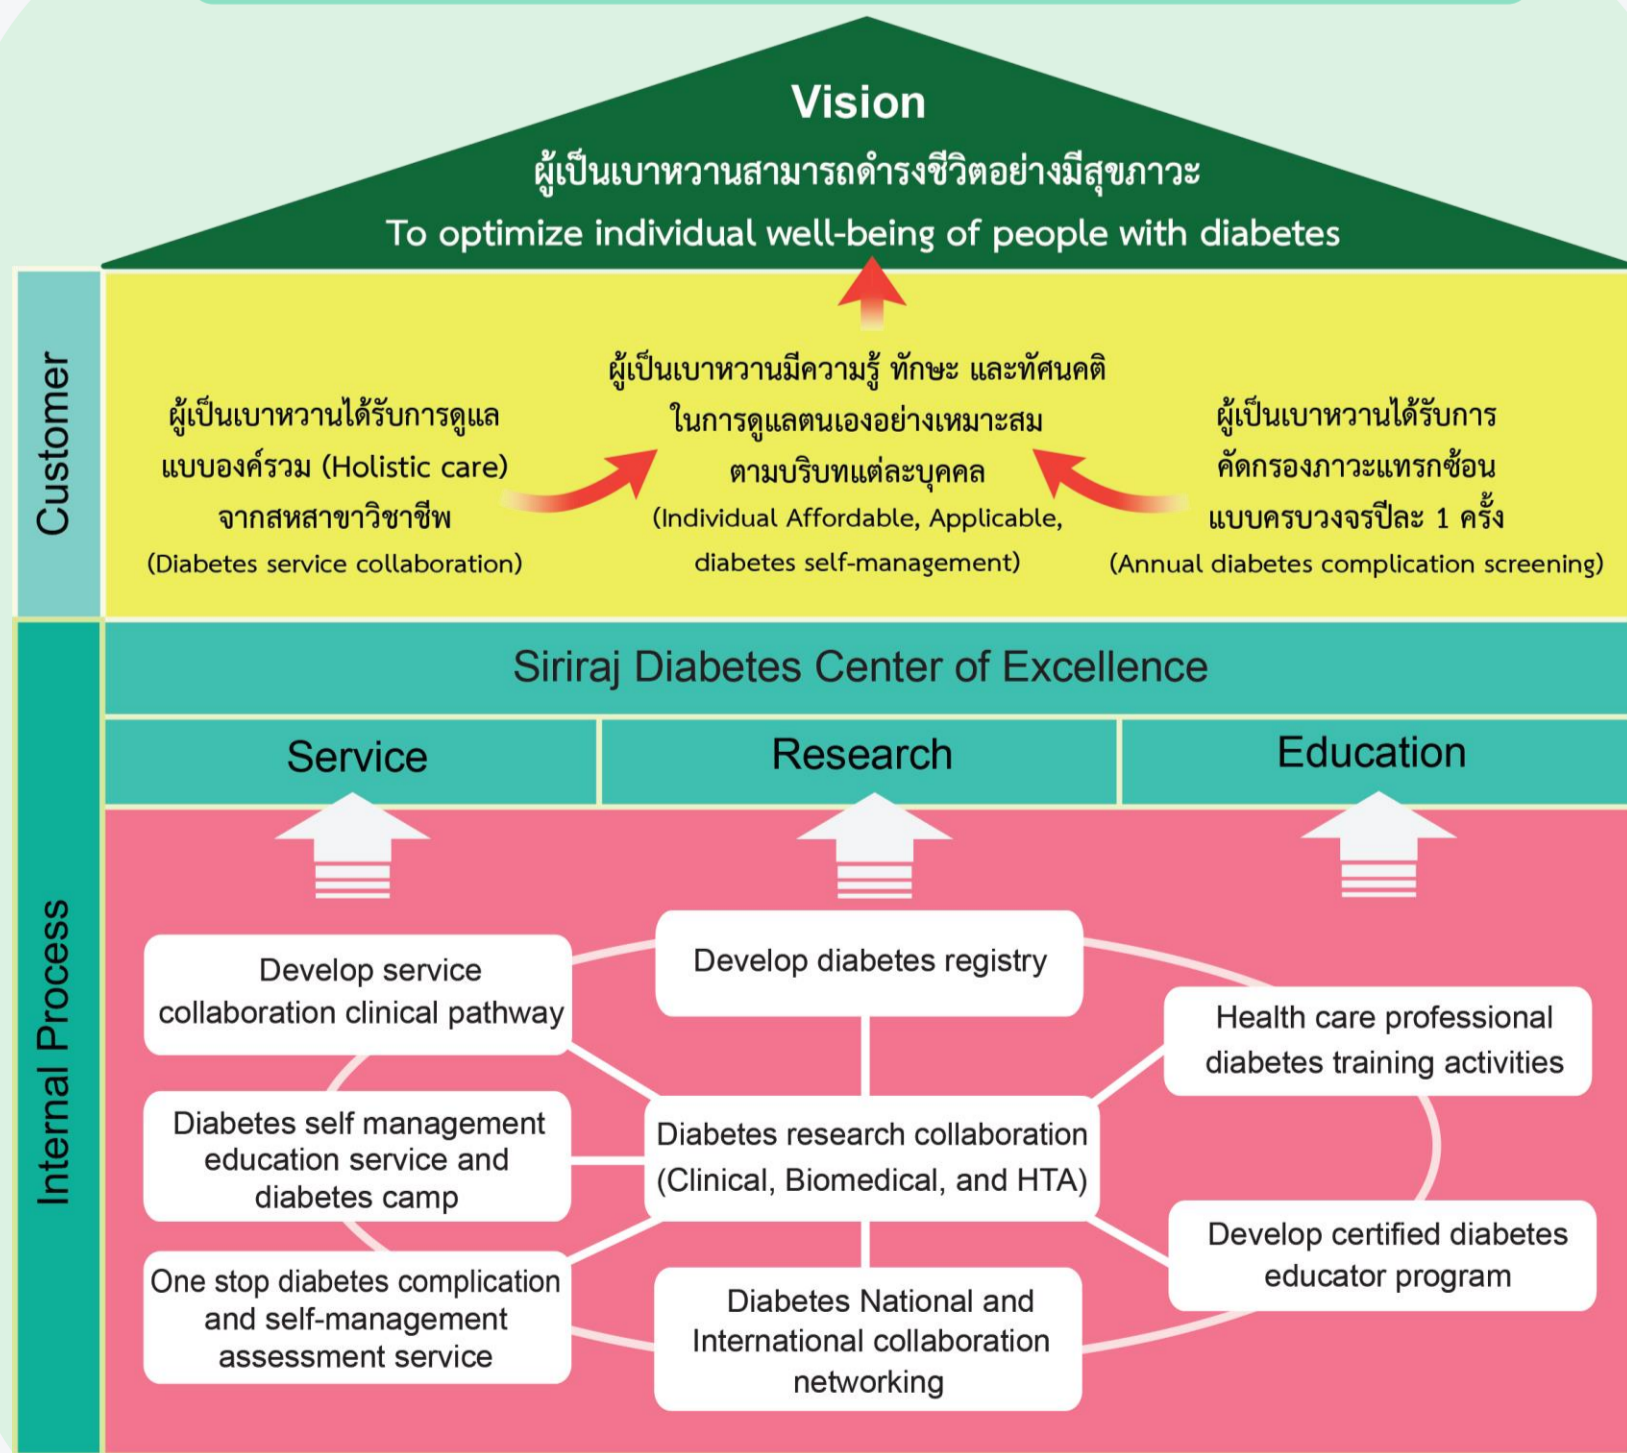 Vision
ผู้เป็นเบาหวานสามารถดำรงชีวิตอย่างมีสุขภาวะ
To optimize individual well-being of people with diabetes
Customer
ผู้เป็นเบาหวานได้รับการดูแล
แบบองค์รวม (Holistic care)
จากสหสาขาวิชาชีพ
(Diabetes service collaboration)
ผู้เป็นเบาหวานมีความรู้ ทักษะ และทัศนคติ
ในการดูแลตนเองอย่างเหมาะสม
ตามบริบทแต่ละบุคคล
(Individual Affordable, Applicable,
diabetes self-management)
ผู้เป็นเบาหวานได้รับการ
คัดกรองภาวะแทรกซ้อน
แบบครบวงจรปีละ 1 ครั้ง
(Annual diabetes complication screening)
Internal Process
Siriraj Diabetes Center of Excellence
Service
Research
Education
Develop service
collaboration clinical pathway
Develop diabetes registry
Health care professional
diabetes training activities
Diabetes self management
education service and
diabetes camp
Diabetes research collaboration
(Clinical, Biomedical, and HTA)
One stop diabetes complication
and self-management
assessment service
Diabetes National and
International collaboration
networking
Develop certified diabetes
educator program